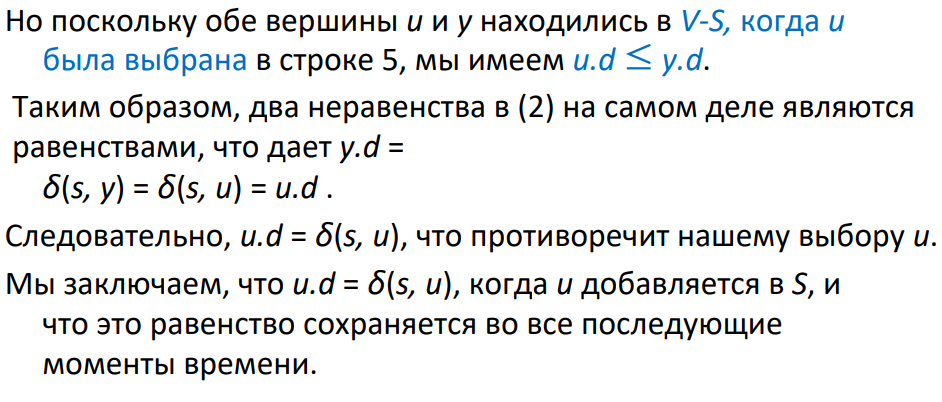 Но поскольку обе вершины u и y находились в V-S, когда u
была выбрана в строке 5, мы имеем u.d ≤ y.d.
Таким образом, два неравенства в (2) на самом деле являются
равенствами, что дает y.d =
δ(s, y) = δ(s, u) = u.d .
Следовательно, u.d = δ(s, u), что противоречит нашему выбору u.
Мы заключаем, что u.d = δ(s, u), когда u добавляется в S, и
что это равенство сохраняется во все последующие
моменты времени.